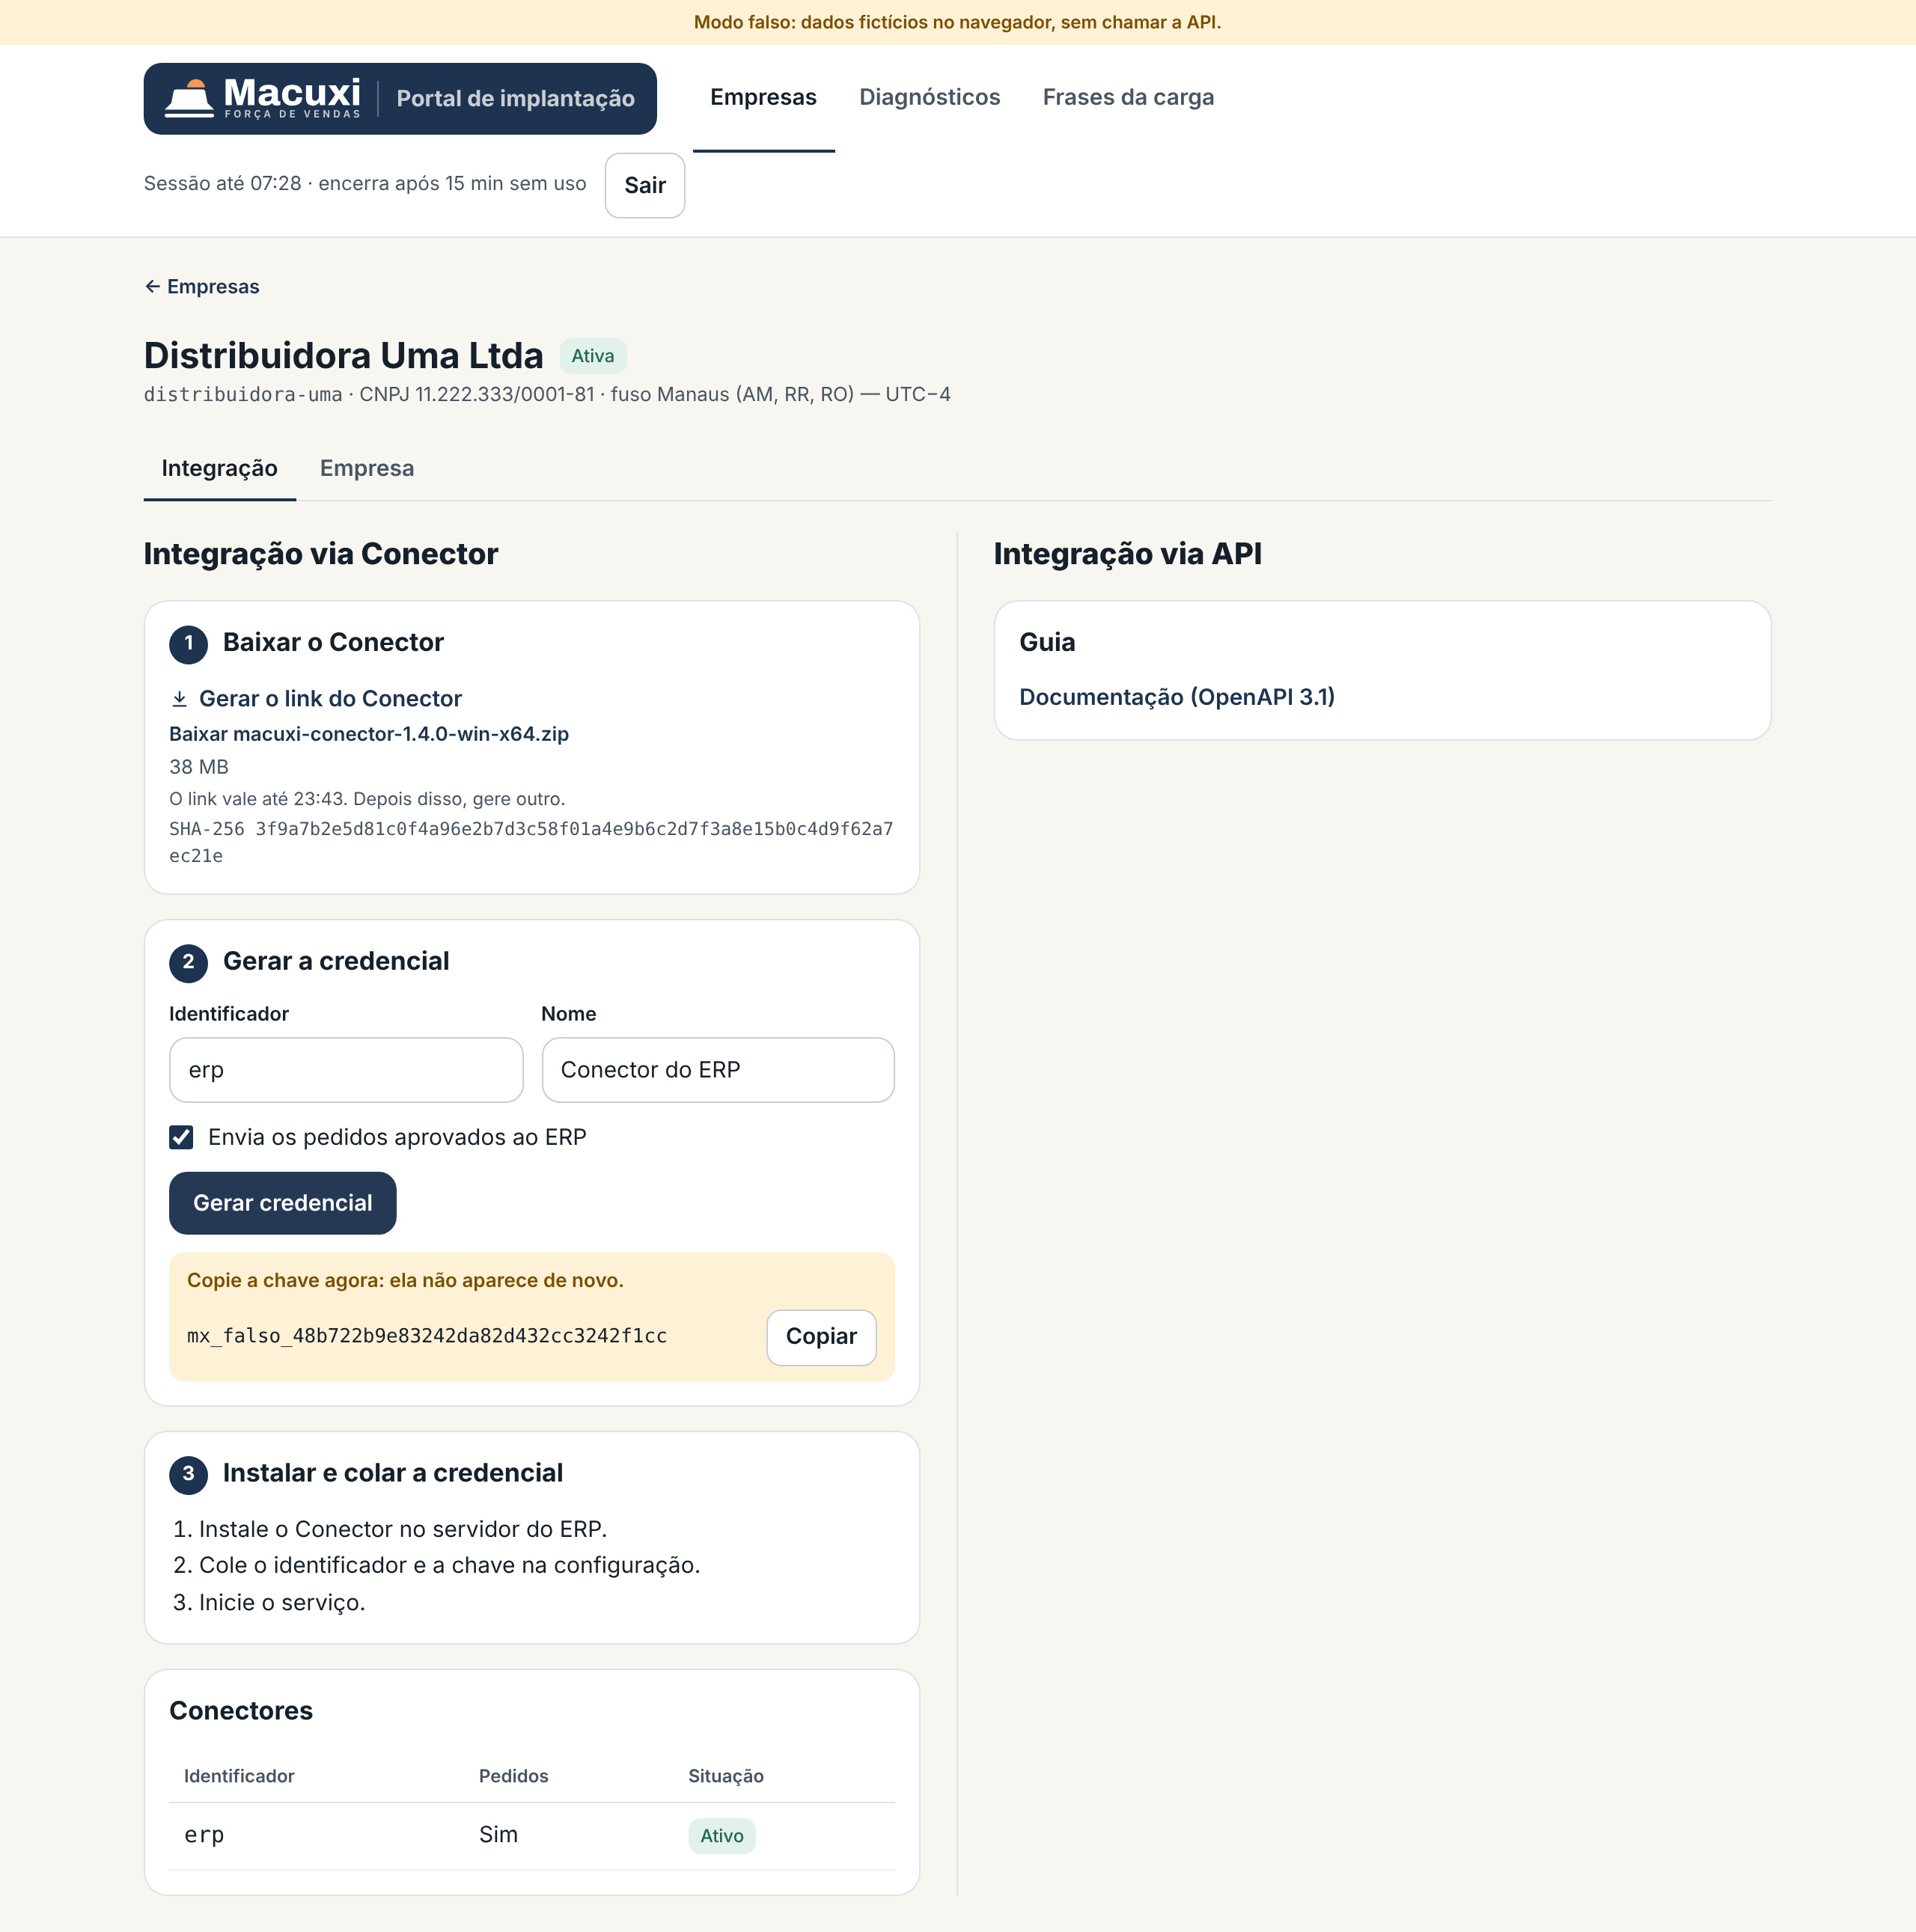 Modo falso: dados fictícios no navegador, sem chamar a API.
Macuxi
FORÇA DE VENDAS
Portal de implantação
Empresas
Diagnósticos
Frases da carga
Sessão até 07:28 · encerra após 15 min sem uso
Sair
← Empresas
Distribuidora Uma Ltda
Ativa
distribuidora-uma · CNPJ 11.222.333/0001-81 · fuso Manaus (AM, RR, RO) — UTC−4
Integração
Empresa
Integração via Conector
1
Baixar o Conector
Gerar o link do Conector
Baixar macuxi-conector-1.4.0-win-x64.zip
38 MB
O link vale até 23:43. Depois disso, gere outro.
SHA-256 3f9a7b2e5d81c0f4a96e2b7d3c58f01a4e9b6c2d7f3a8e15b0c4d9f62a7
ec21e
2
Gerar a credencial
Identificador
Nome
erp
Conector do ERP
Envia os pedidos aprovados ao ERP
Gerar credencial
Copie a chave agora: ela não aparece de novo.
mx_falso_48b722b9e83242da82d432cc3242f1cc
Copiar
3
Instalar e colar a credencial
1. Instale o Conector no servidor do ERP.
2. Cole o identificador e a chave na configuração.
3. Inicie o serviço.
Conectores
Identificador
Pedidos
Situação
erp
Sim
Ativo
Integração via API
Guia
Documentação (OpenAPI 3.1)